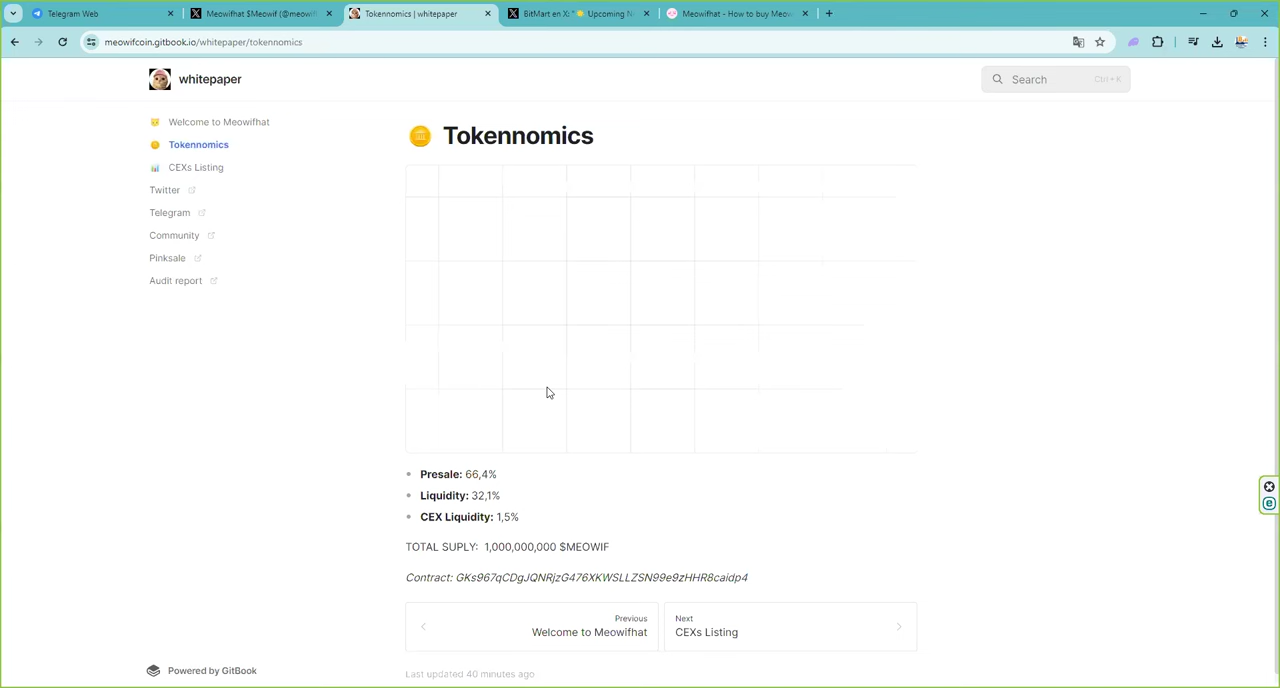 Telegram Web
Meowifhat $Meowif (@meowif
Tokennomics | whitepaper
BitMart en X: "☀️ Upcoming N
Meowifhat - How to buy Meow
meowifcoin.gitbook.io/whitepaper/tokennomics
whitepaper
Search
Ctrl + K
Welcome to Meowifhat
Tokennomics
CEXs Listing
Twitter
Telegram
Community
Pinksale
Audit report
Tokennomics
Presale: 66,4%
Liquidity: 32,1%
CEX Liquidity: 1,5%
TOTAL SUPLY: 1,000,000,000 $MEOWIF
Contract: GKs967qCDgJQNRjzG476XKWSLLZSN99e9zHHR8caidp4
Previous
Welcome to Meowifhat
Next
CEXs Listing
Last updated 40 minutes ago
Powered by GitBook